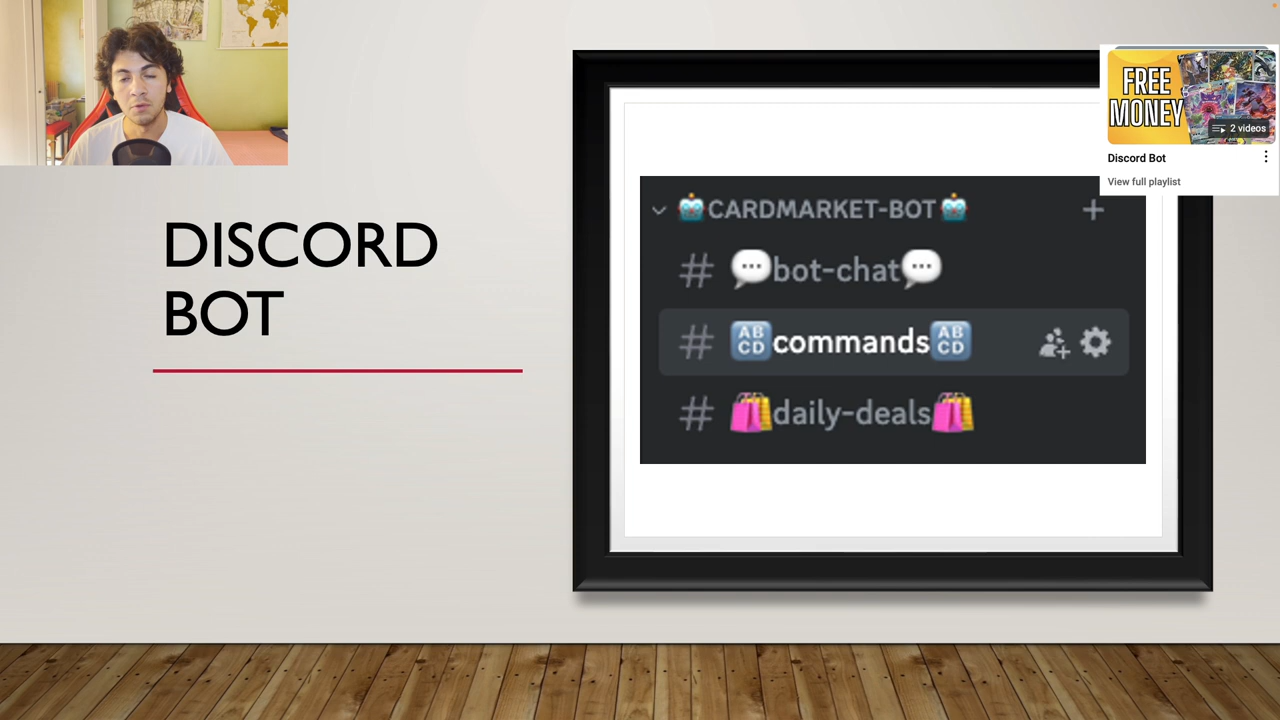 DISCORD
BOT
🤖CARDMARKET-BOT🤖
# 💬bot-chat💬
# 🔠commands🔠
# 🛍️daily-deals🛍️
FREE
MONEY
2 videos
Discord Bot
View full playlist